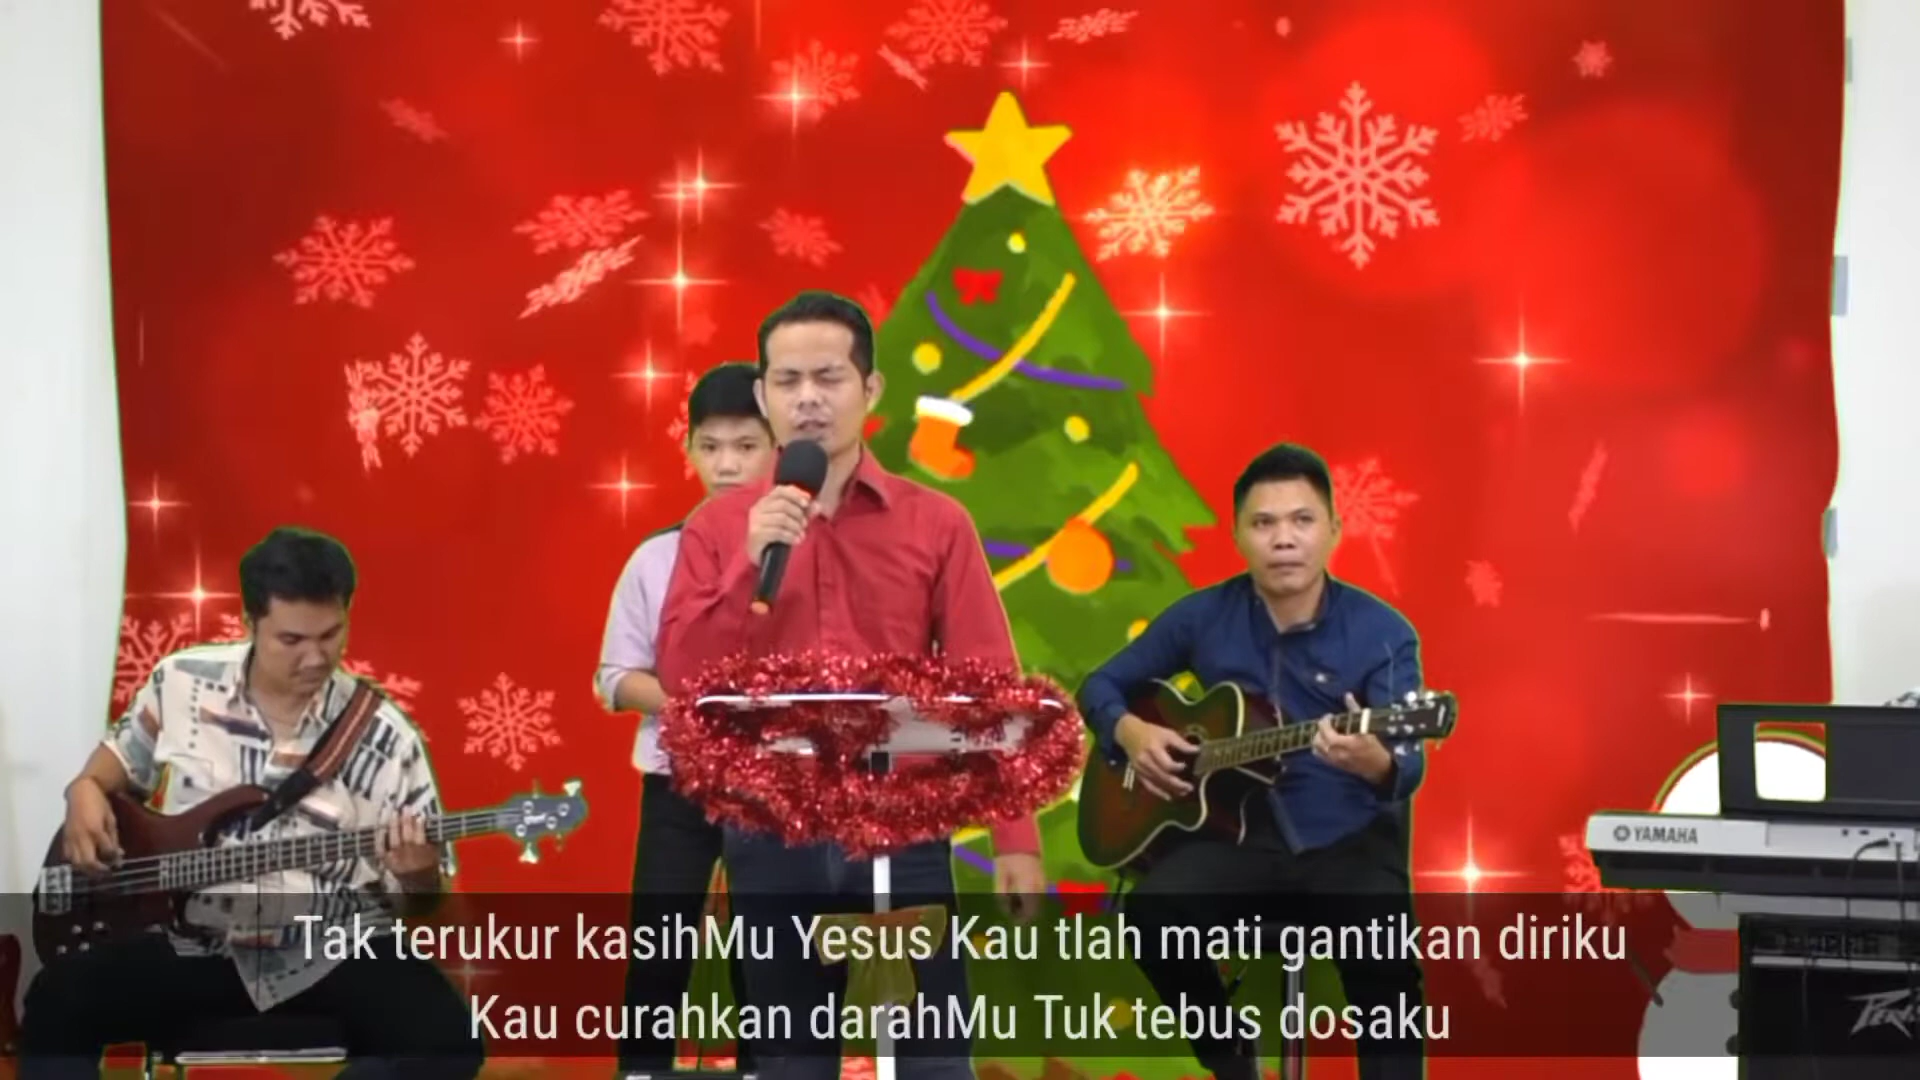 YAMAHA
Tak terukur kasihMu Yesus Kau tlah mati gantikan diriku
Kau curahkan darahMu Tuk tebus dosaku